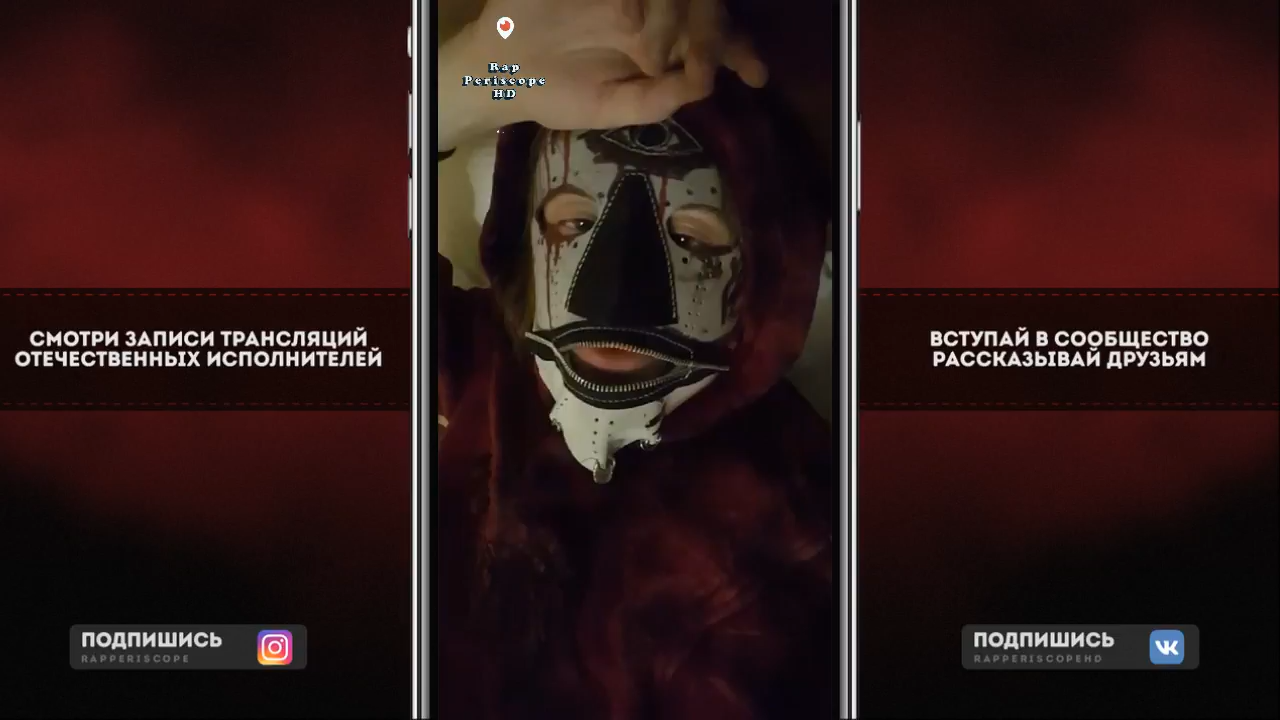 Rap
Periscope
HD
СМОТРИ ЗАПИСИ ТРАНСЛЯЦИЙ
ОТЕЧЕСТВЕННЫХ ИСПОЛНИТЕЛЕЙ
ВСТУПАЙ В СООБЩЕСТВО
РАССКАЗЫВАЙ ДРУЗЬЯМ
ПОДПИШИСЬ
RAPPERISCOPE
ПОДПИШИСЬ
RAPPERISCOPEHD